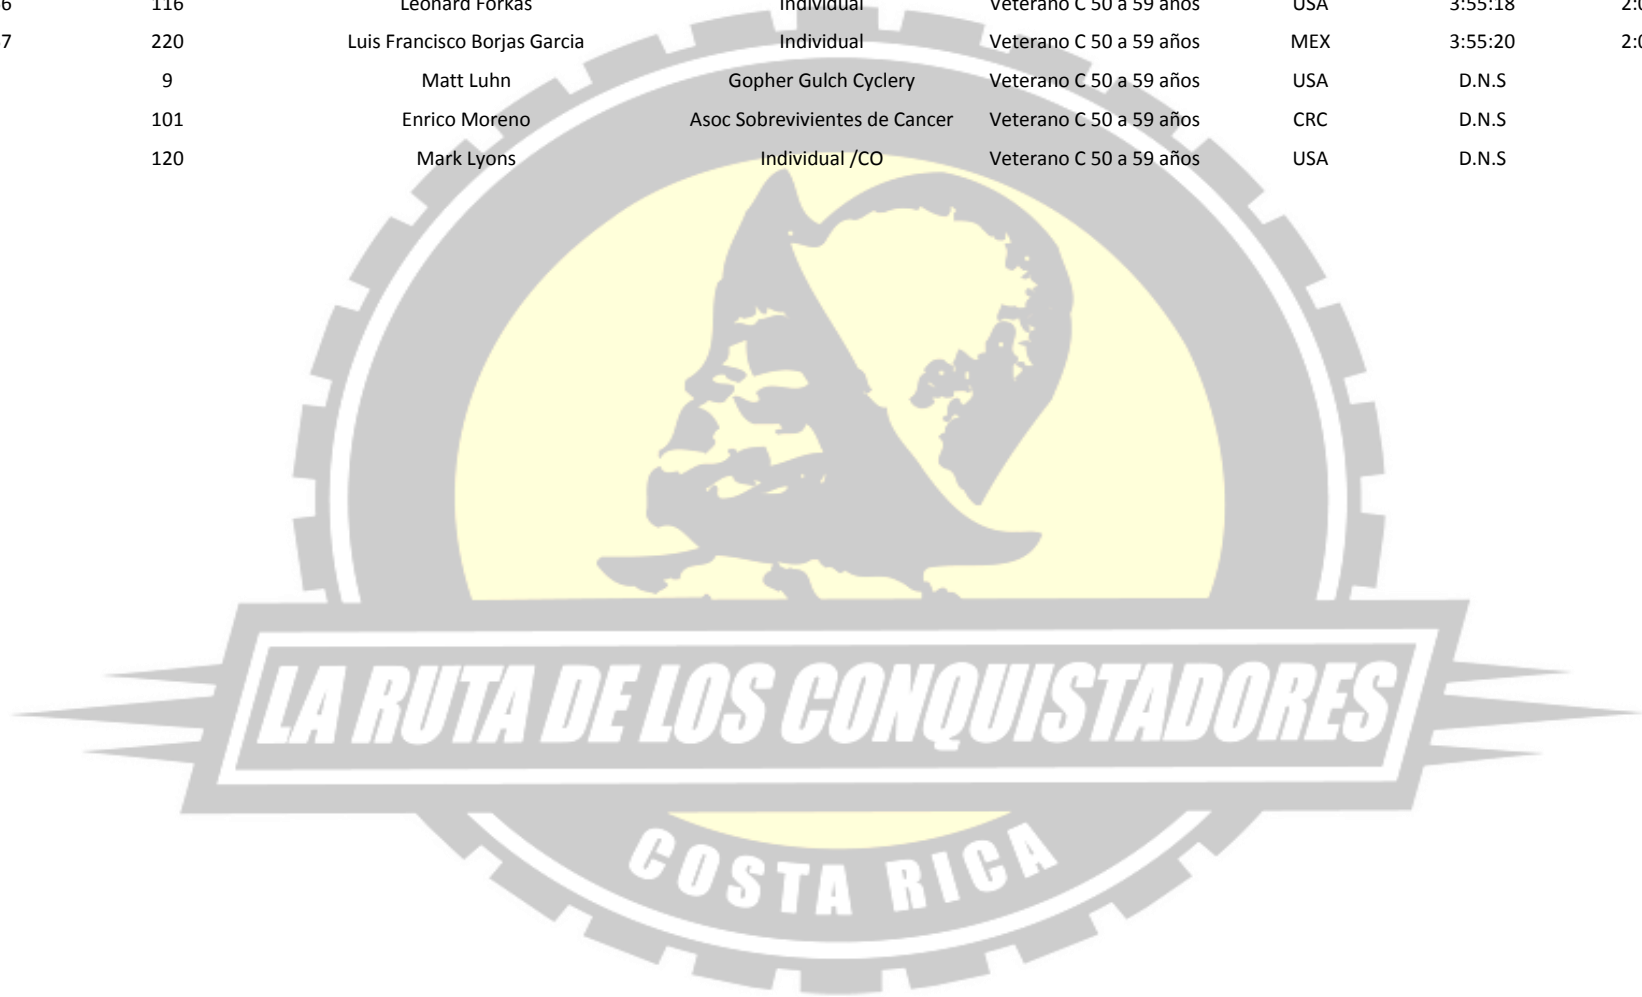 116 Leonard Forkas Individual Veterano C 50 a 59 años USA 3:55:18
220 Luis Francisco Borjas Garcia Individual Veterano C 50 a 59 años MEX 3:55:20
9 Matt Luhn Gopher Gulch Cyclery Veterano C 50 a 59 años USA D.N.S
101 Enrico Moreno Asoc Sobrevivientes de Cancer Veterano C 50 a 59 años CRC D.N.S
120 Mark Lyons Individual /CO Veterano C 50 a 59 años USA D.N.S
LA RUTA DE LOS CONQUISTADORES
COSTA RICA